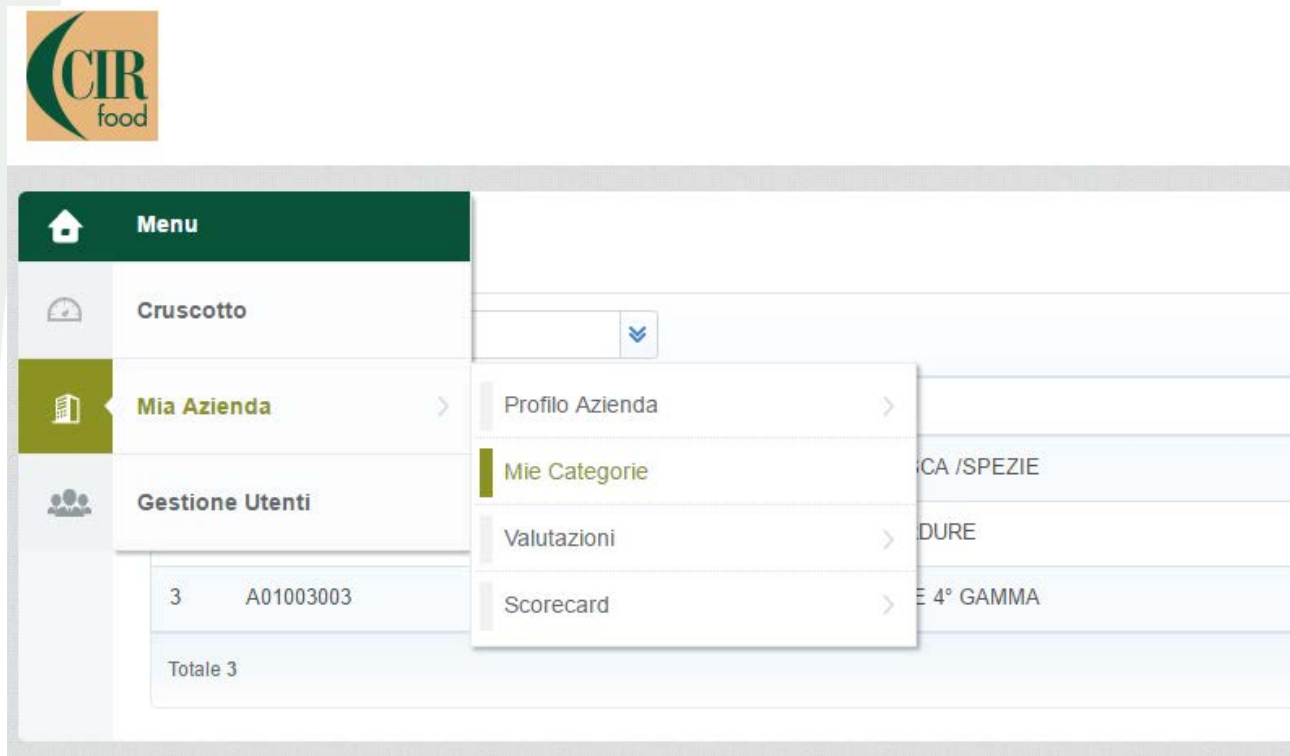 CIR
food
Menu
Cruscotto
Mia Azienda
Profilo Azienda
Mie Categorie
CA /SPEZIE
Gestione Utenti
Valutazioni
DURE
3 A01003003
Scorecard
E 4° GAMMA
Totale 3